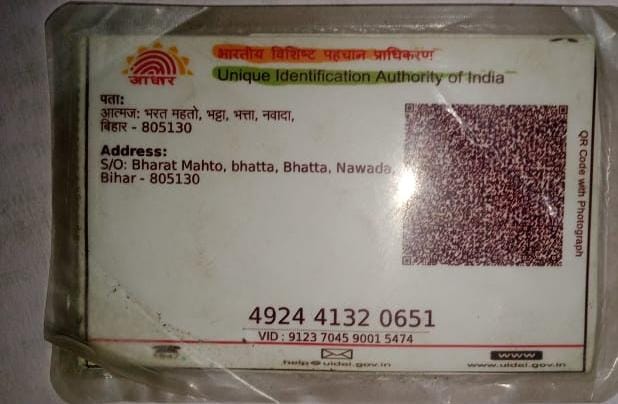 भारतीय विशिष्ट पहचान प्राधिकरण
Unique Identification Authority of India
आधार
पता:
आत्मज: भरत महतो, भट्टा, भत्ता, नवादा,
बिहार - 805130
Address:
S/O: Bharat Mahto, bhatta, Bhatta, Nawada,
Bihar - 805130
QR Code with Photograph
4924 4132 0651
VID : 9123 7045 9001 5474
1947
help@uidai.gov.in
www
www.uidai.gov.in